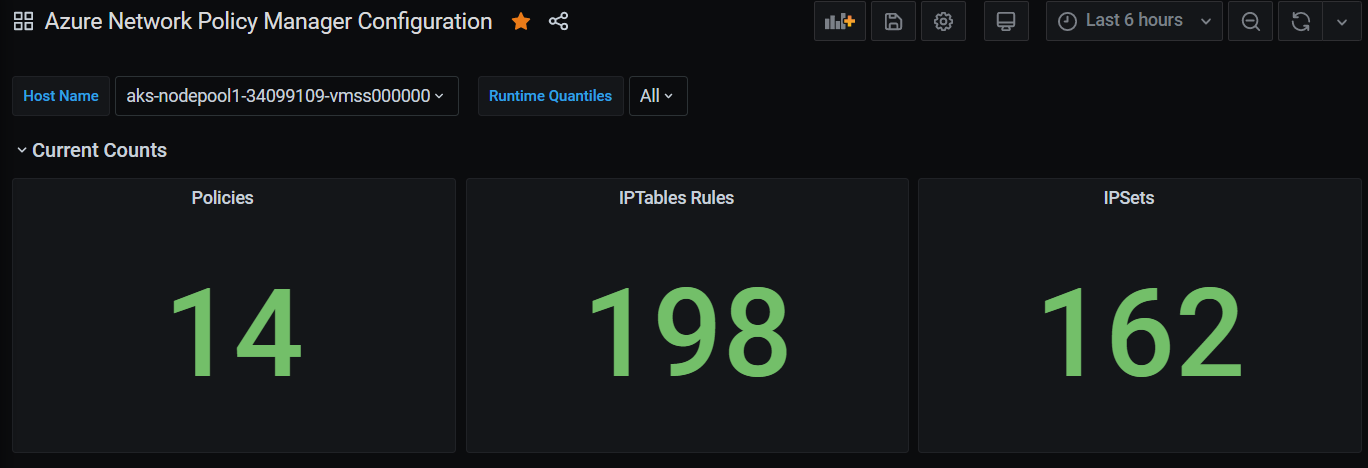 Azure Network Policy Manager Configuration
Last 6 hours
Host Name
aks-nodepool1-34099109-vmss000000
Runtime Quantiles
All
Current Counts
Policies
IPTables Rules
IPSets
14
198
162